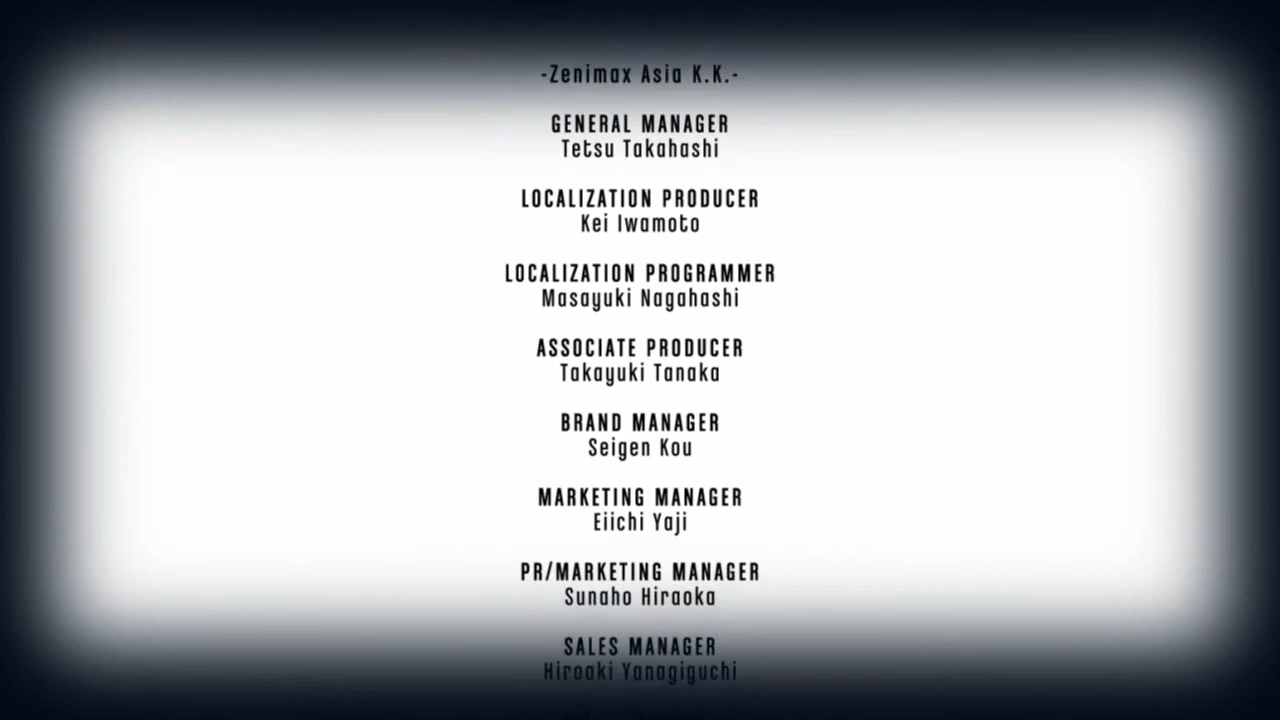 -Zenimax Asia K.K.-
GENERAL MANAGER
Tetsu Takahashi
LOCALIZATION PRODUCER
Kei Iwamoto
LOCALIZATION PROGRAMMER
Masayuki Nagahashi
ASSOCIATE PRODUCER
Takayuki Tanaka
BRAND MANAGER
Seigen Kou
MARKETING MANAGER
Eiichi Yaji
PR/MARKETING MANAGER
Sunaho Hiraoka
SALES MANAGER
Hiroaki Yanagiguchi